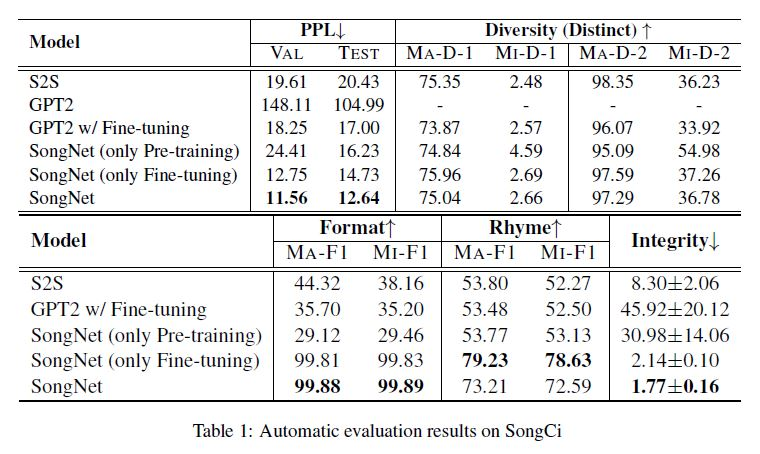 Model PPL↓ Diversity (Distinct) ↑
VAL TEST MA-D-1 MI-D-1 MA-D-2 MI-D-2
S2S 19.61 20.43 75.35 2.48 98.35 36.23
GPT2 148.11 104.99 - - - -
GPT2 w/ Fine-tuning 18.25 17.00 73.87 2.57 96.07 33.92
SongNet (only Pre-training) 24.41 16.23 74.84 4.59 95.09 54.98
SongNet (only Fine-tuning) 12.75 14.73 75.96 2.69 97.59 37.26
SongNet 11.56 12.64 75.04 2.66 97.29 36.78
Model Format↑ Rhyme↑ Integrity↓
MA-F1 MI-F1 MA-F1 MI-F1
S2S 44.32 38.16 53.80 52.27 8.30±2.06
GPT2 w/ Fine-tuning 35.70 35.20 53.48 52.50 45.92±20.12
SongNet (only Pre-training) 29.12 29.46 53.77 53.13 30.98±14.06
SongNet (only Fine-tuning) 99.81 99.83 79.23 78.63 2.14±0.10
SongNet 99.88 99.89 73.21 72.59 1.77±0.16
Table 1: Automatic evaluation results on SongCi